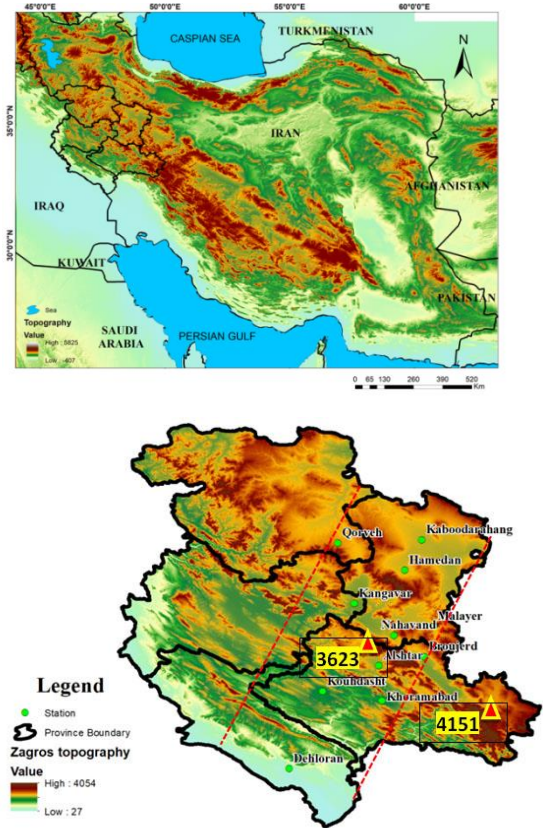 45°0'0"E 50°0'0"E 55°0'0"E 60°0'0"E
CASPIAN SEA
TURKMENISTAN
N
35°0'0"N
IRAN
AFGHANISTAN
IRAQ
30°0'0"N
KUWAIT
PAKISTAN
Sea
Topography
Value
High : 5825
Low : -407
SAUDI
ARABIA
PERSIAN GULF
0 65 130 260 390 520
Km
Qorveh
Kaboodarahang
Hamedan
Kangavar
Malayer
Nahavand
Broujerd
3623
Alshtar
Kouhdasht
Khoramabad
4151
Dehloran
Legend
Station
Province Boundary
Zagros topography
Value
High : 4054
Low : 27